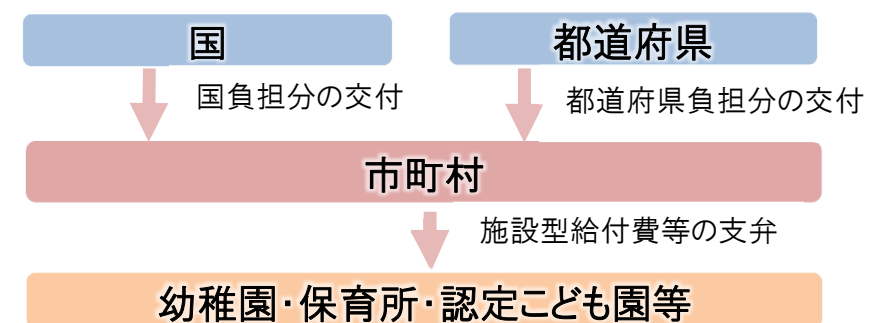 国
都道府県
国負担分の交付
都道府県負担分の交付
市町村
施設型給付費等の支弁
幼稚園・保育所・認定こども園等